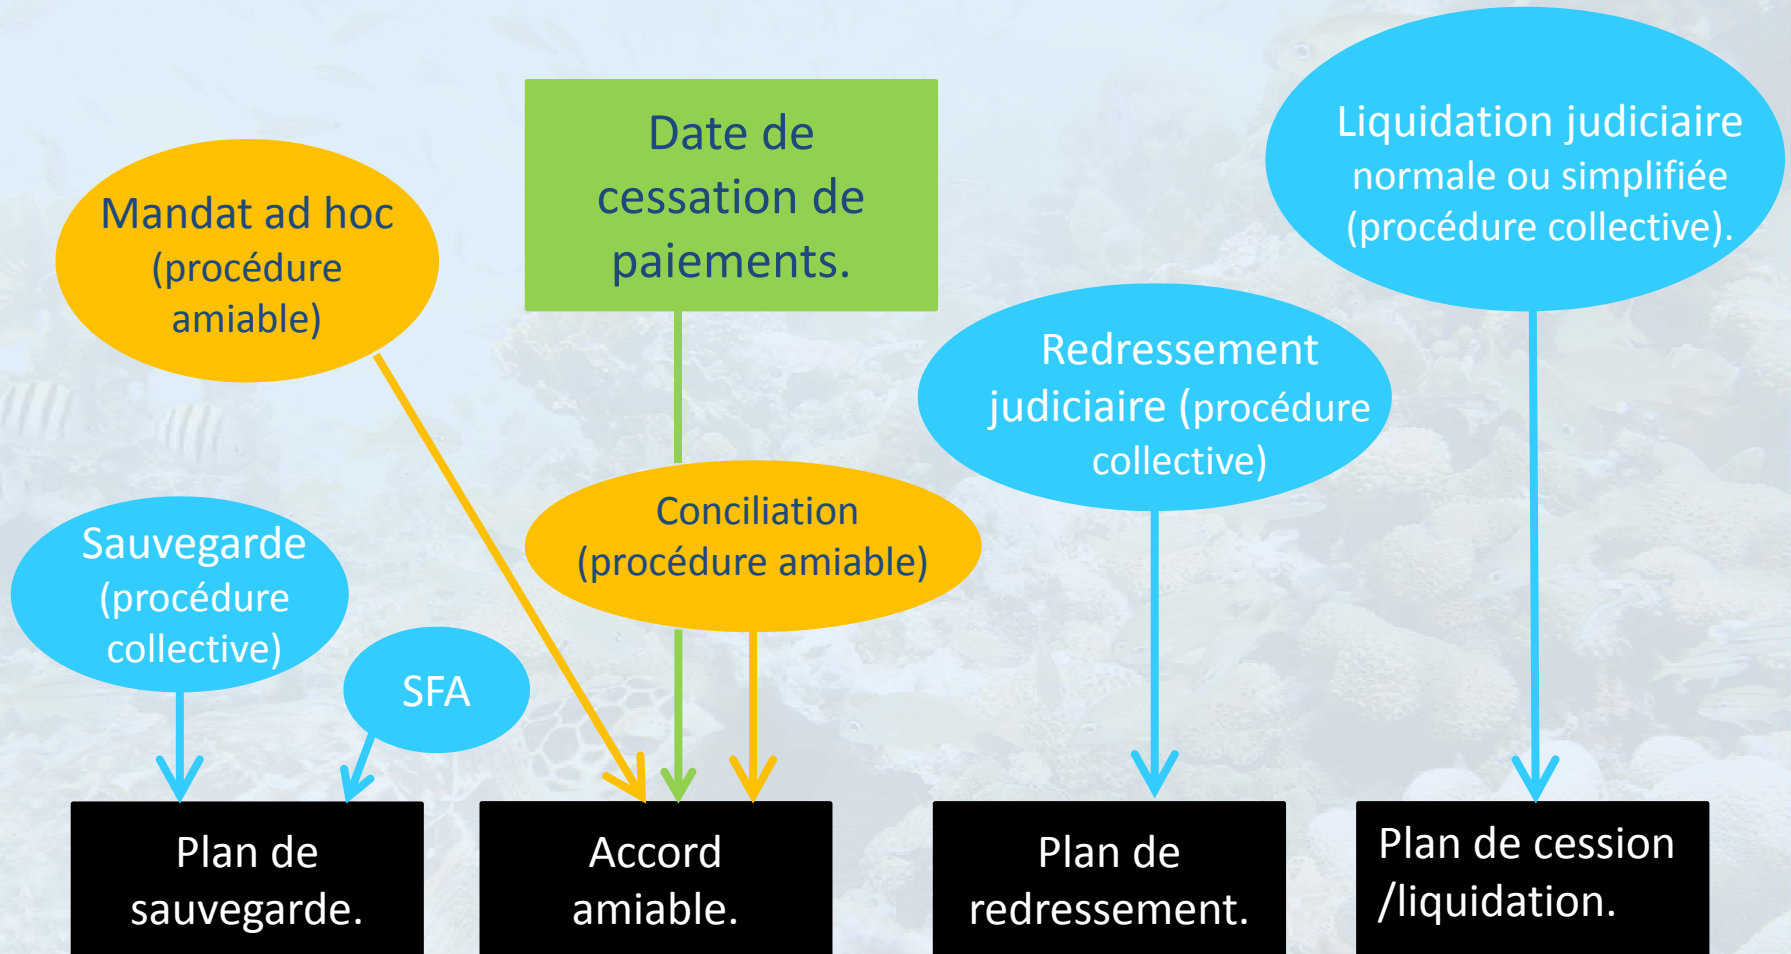 Mandat ad hoc
(procédure
amiable)
Date de
cessation de
paiements.
Liquidation judiciaire
normale ou simplifiée
(procédure collective).
Redressement
judiciaire (procédure
collective)
Conciliation
(procédure amiable)
Sauvegarde
(procédure
collective)
SFA
Plan de
sauvegarde.
Accord
amiable.
Plan de
redressement.
Plan de cession
/liquidation.